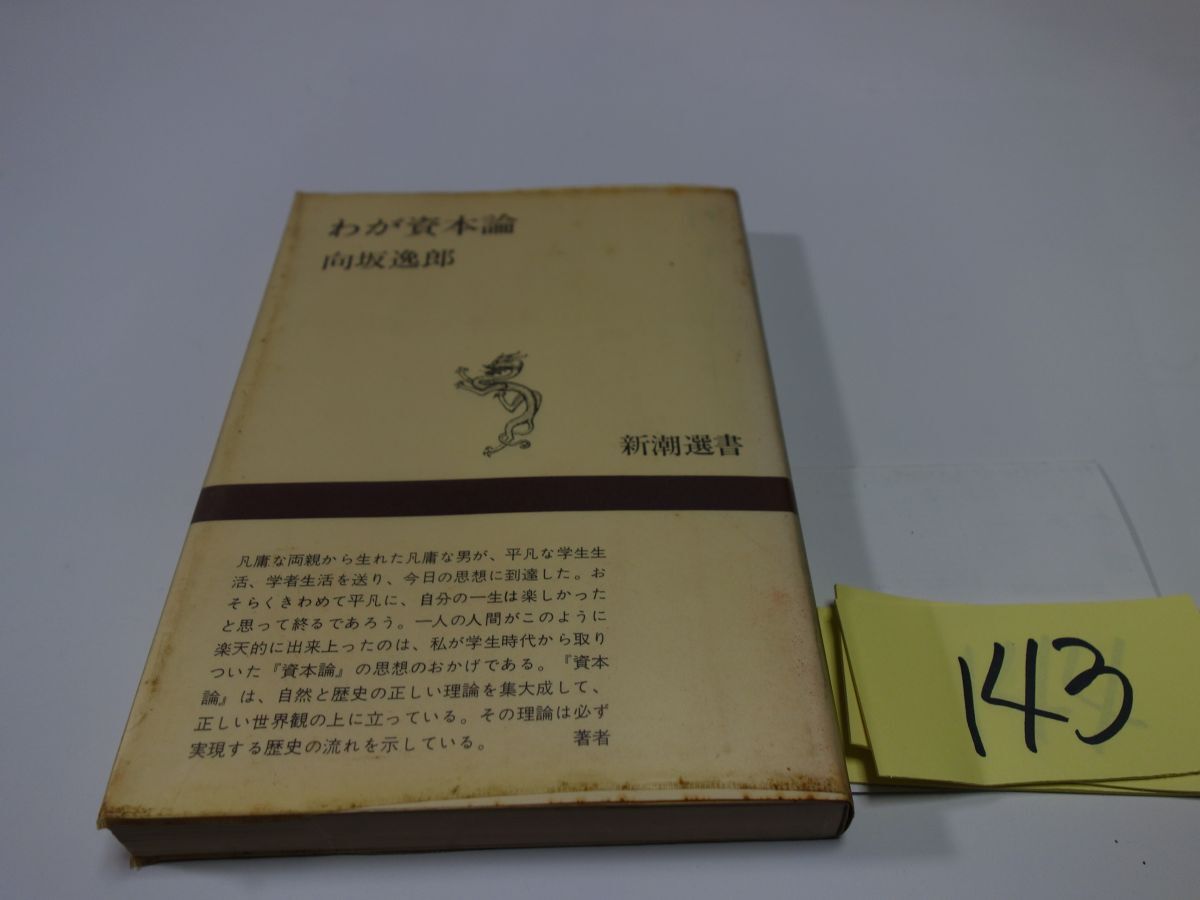 わが資本論
向坂逸郎
新潮選書
凡庸な両親から生れた凡庸な男が、平凡な学生生
活、学者生活を送り、今日の思想に到達した。お
そらくきわめて平凡に、自分の一生は楽しかった
と思って終るであろう。一人の人間がこのように
楽天的に出来上ったのは、私が学生時代から取り
ついた『資本論』の思想のおかげである。『資本
論』は、自然と歴史の正しい理論を集大成して、
正しい世界観の上に立っている。その理論は必ず
実現する歴史の流れを示している。 著者
143